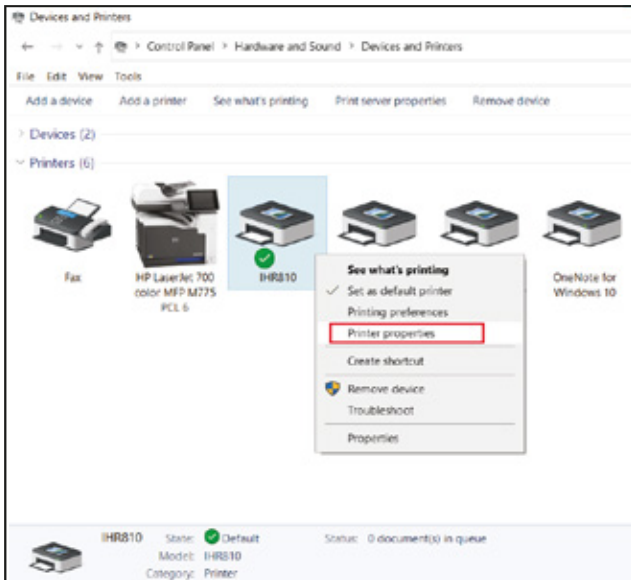 Devices and Printers
Control Panel > Hardware and Sound > Devices and Printers
File Edit View Tools
Add a device Add a printer See what's printing Print server properties Remove device
Devices (2)
Printers (6)
Fax
HP LaserJet 700
color MFP M775
PCL 6
IHR810
OneNote for
Windows 10
See what's printing
Set as default printer
Printing preferences
Printer properties
Create shortcut
Remove device
Troubleshoot
Properties
IHR810 State: Default Status: 0 document(s) in queue
Model: IHR810
Category: Printer